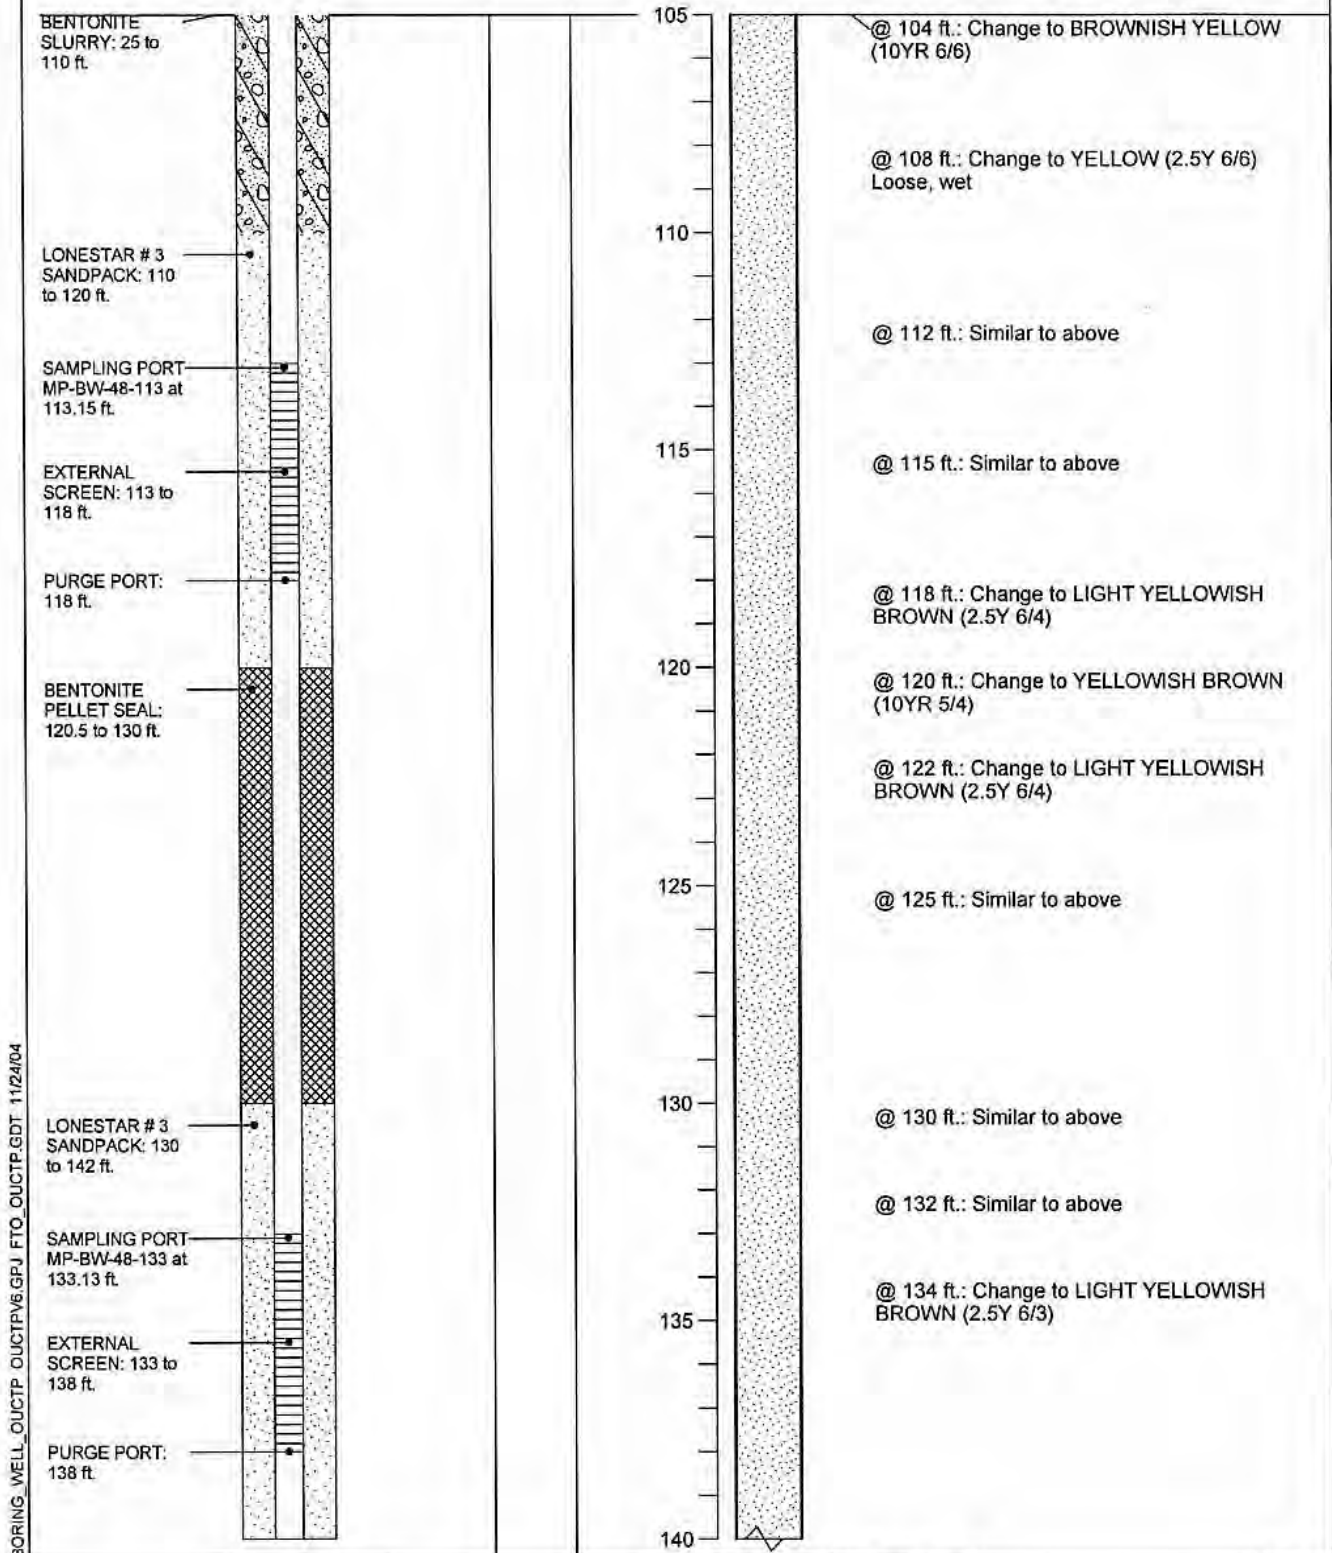 BENTONITE
SLURRY: 25 to
110 ft.
LONESTAR # 3
SANDPACK: 110
to 120 ft.
SAMPLING PORT
MP-BW-48-113 at
113.15 ft.
EXTERNAL
SCREEN: 113 to
118 ft.
PURGE PORT:
118 ft.
BENTONITE
PELLET SEAL:
120.5 to 130 ft.
LONESTAR # 3
SANDPACK: 130
to 142 ft.
SAMPLING PORT
MP-BW-48-133 at
133.13 ft.
EXTERNAL
SCREEN: 133 to
138 ft.
PURGE PORT:
138 ft.
105
110
115
120
125
130
135
140
@ 104 ft.: Change to BROWNISH YELLOW
(10YR 6/6)
@ 108 ft.: Change to YELLOW (2.5Y 6/6)
Loose, wet
@ 112 ft.: Similar to above
@ 115 ft.: Similar to above
@ 118 ft.: Change to LIGHT YELLOWISH
BROWN (2.5Y 6/4)
@ 120 ft.: Change to YELLOWISH BROWN
(10YR 5/4)
@ 122 ft.: Change to LIGHT YELLOWISH
BROWN (2.5Y 6/4)
@ 125 ft.: Similar to above
@ 130 ft.: Similar to above
@ 132 ft.: Similar to above
@ 134 ft.: Change to LIGHT YELLOWISH
BROWN (2.5Y 6/3)
BORING_WELL_OUCTP OUCTPV6.GPJ FTO_OUCTP.GDT 11/24/04